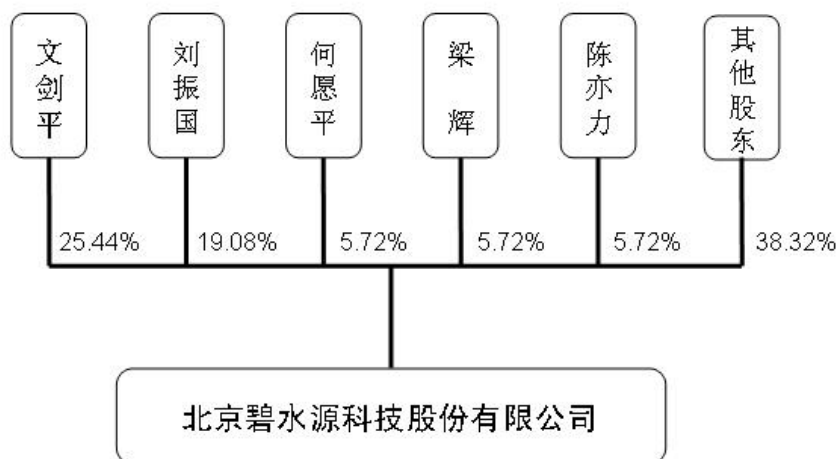 文剑平
刘振国
何愿平
梁辉
陈亦力
其他股东
25.44%
19.08%
5.72%
5.72%
5.72%
38.32%
北京碧水源科技股份有限公司